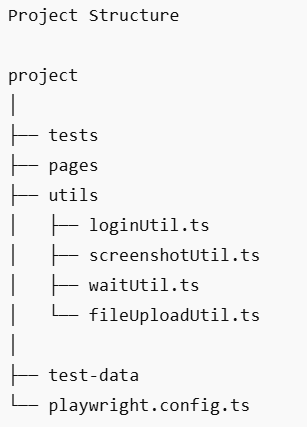 Project Structure
project
│
├── tests
├── pages
├── utils
│   ├── loginUtil.ts
│   ├── screenshotUtil.ts
│   ├── waitUtil.ts
│   └── fileUploadUtil.ts
│
├── test-data
└── playwright.config.ts